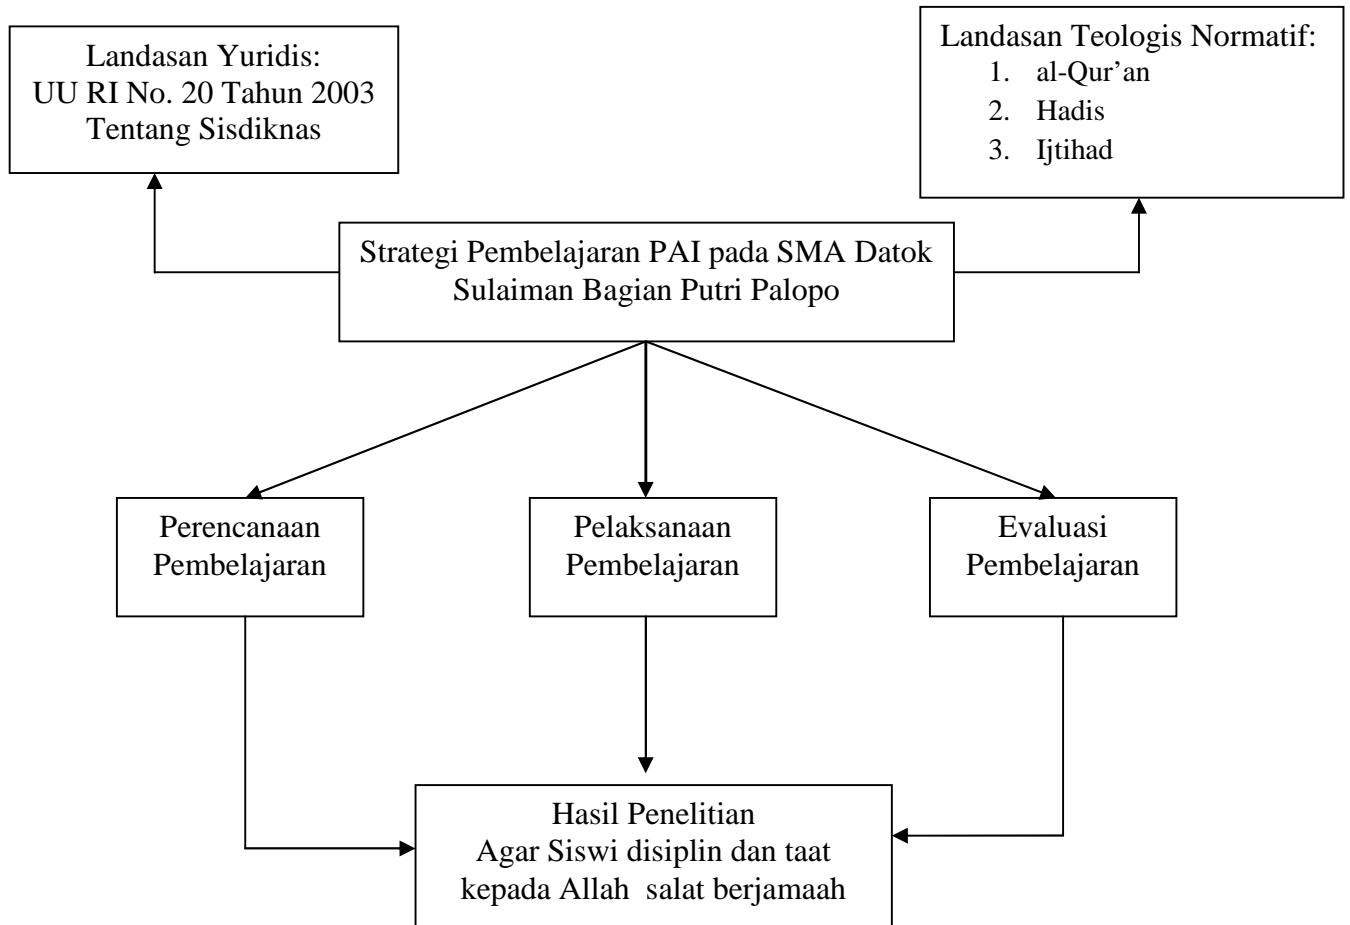 Landasan Yuridis:
UU RI No. 20 Tahun 2003
Tentang Sisdiknas
Landasan Teologis Normatif:
1. al-Qur’an
2. Hadis
3. Ijtihad
Strategi Pembelajaran PAI pada SMA Datok
Sulaiman Bagian Putri Palopo
Perencanaan
Pembelajaran
Pelaksanaan
Pembelajaran
Evaluasi
Pembelajaran
Hasil Penelitian
Agar Siswi disiplin dan taat
kepada Allah salat berjamaah